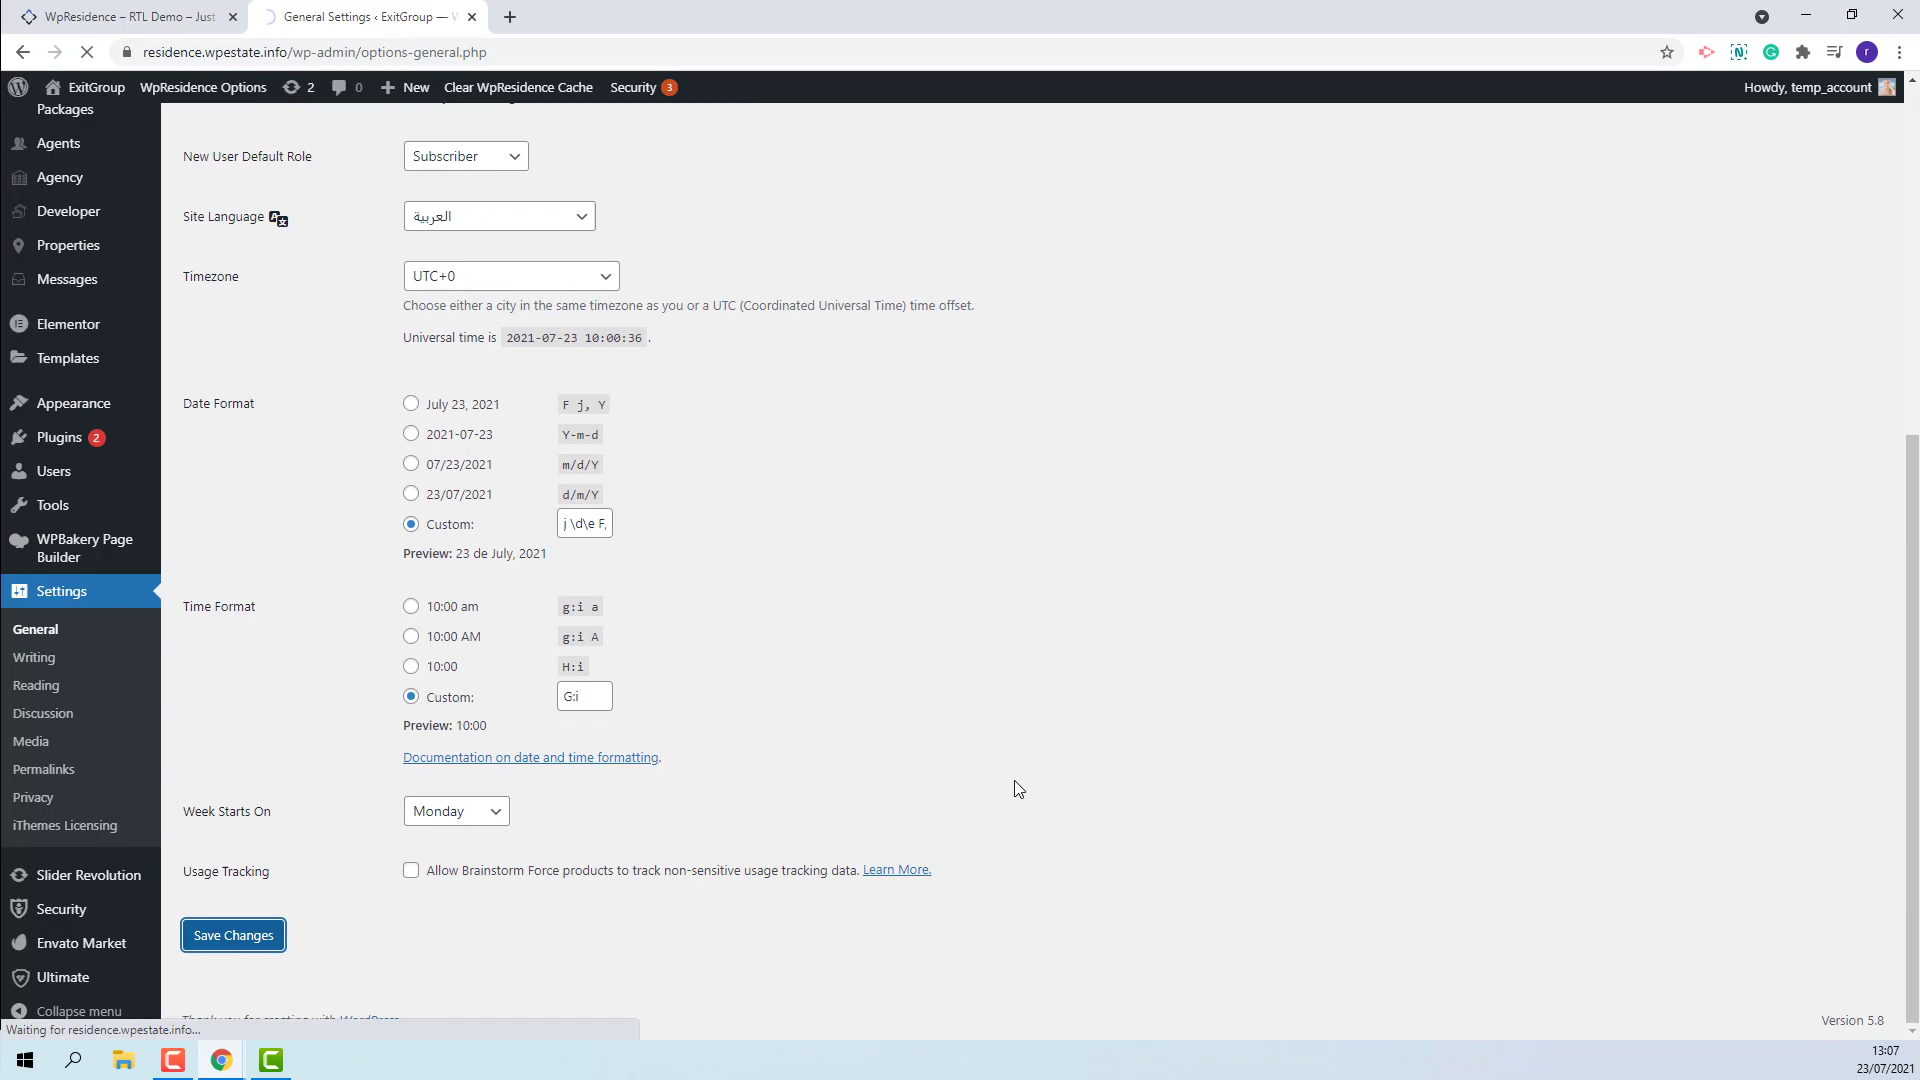 WpResidence – RTL Demo – Just
General Settings ‹ ExitGroup — W
residence.wpestate.info/wp-admin/options-general.php
r
ExitGroup
WpResidence Options
2
0
New
Clear WpResidence Cache
Security 3
Howdy, temp_account
Packages
Agents
Agency
Developer
Properties
Messages
Elementor
Templates
Appearance
Plugins 2
Users
Tools
WPBakery Page
Builder
Settings
General
Writing
Reading
Discussion
Media
Permalinks
Privacy
iThemes Licensing
Slider Revolution
Security
Envato Market
Ultimate
Collapse menu
New User Default Role
Subscriber
Site Language
العربية
Timezone
UTC+0
Choose either a city in the same timezone as you or a UTC (Coordinated Universal Time) time offset.
Universal time is 2021-07-23 10:00:36 .
Date Format
July 23, 2021 F j, Y
2021-07-23 Y-m-d
07/23/2021 m/d/Y
23/07/2021 d/m/Y
Custom: j \d\e F,
Preview: 23 de July, 2021
Time Format
10:00 am g:i a
10:00 AM g:i A
10:00 H:i
Custom: G:i
Preview: 10:00
Documentation on date and time formatting.
Week Starts On
Monday
Usage Tracking
Allow Brainstorm Force products to track non-sensitive usage tracking data. Learn More.
Save Changes
Thank you for creating with WordPress
Version 5.8
Waiting for residence.wpestate.info...
13:07
23/07/2021